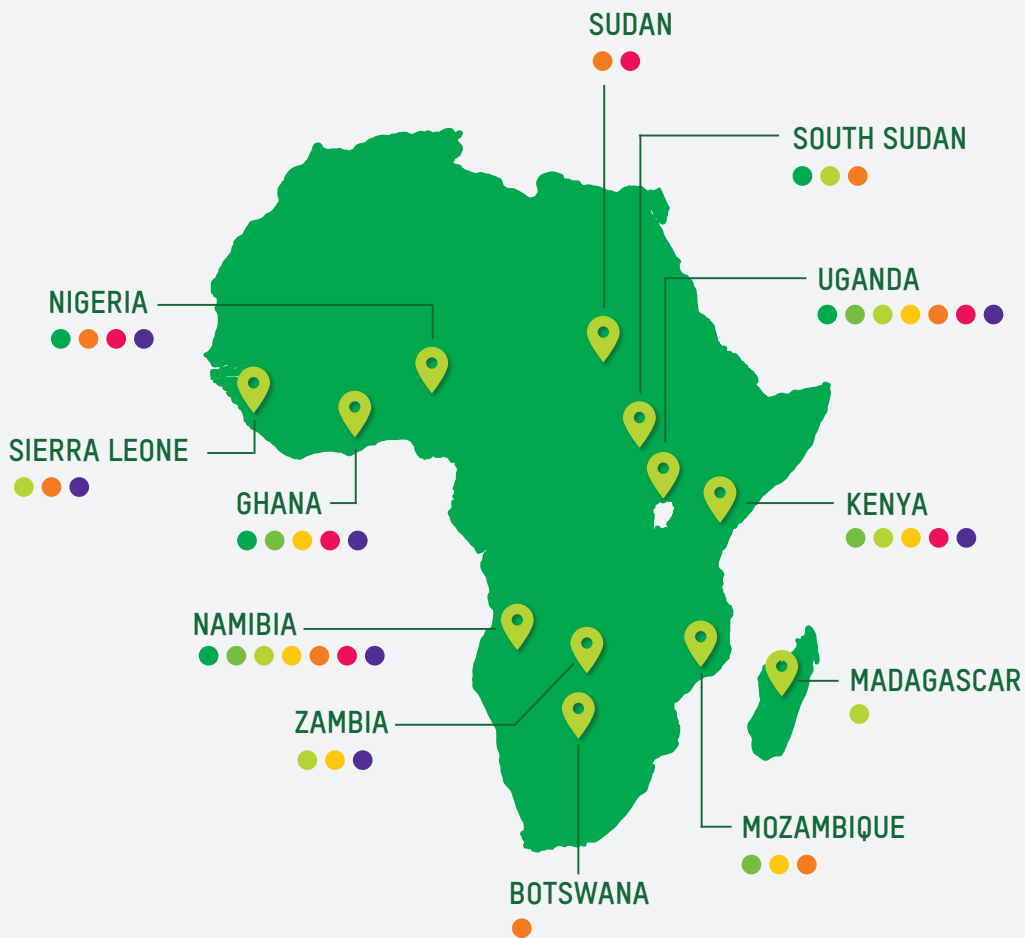 SUDAN
SOUTH SUDAN
UGANDA
NIGERIA
SIERRA LEONE
GHANA
KENYA
NAMIBIA
MADAGASCAR
ZAMBIA
MOZAMBIQUE
BOTSWANA